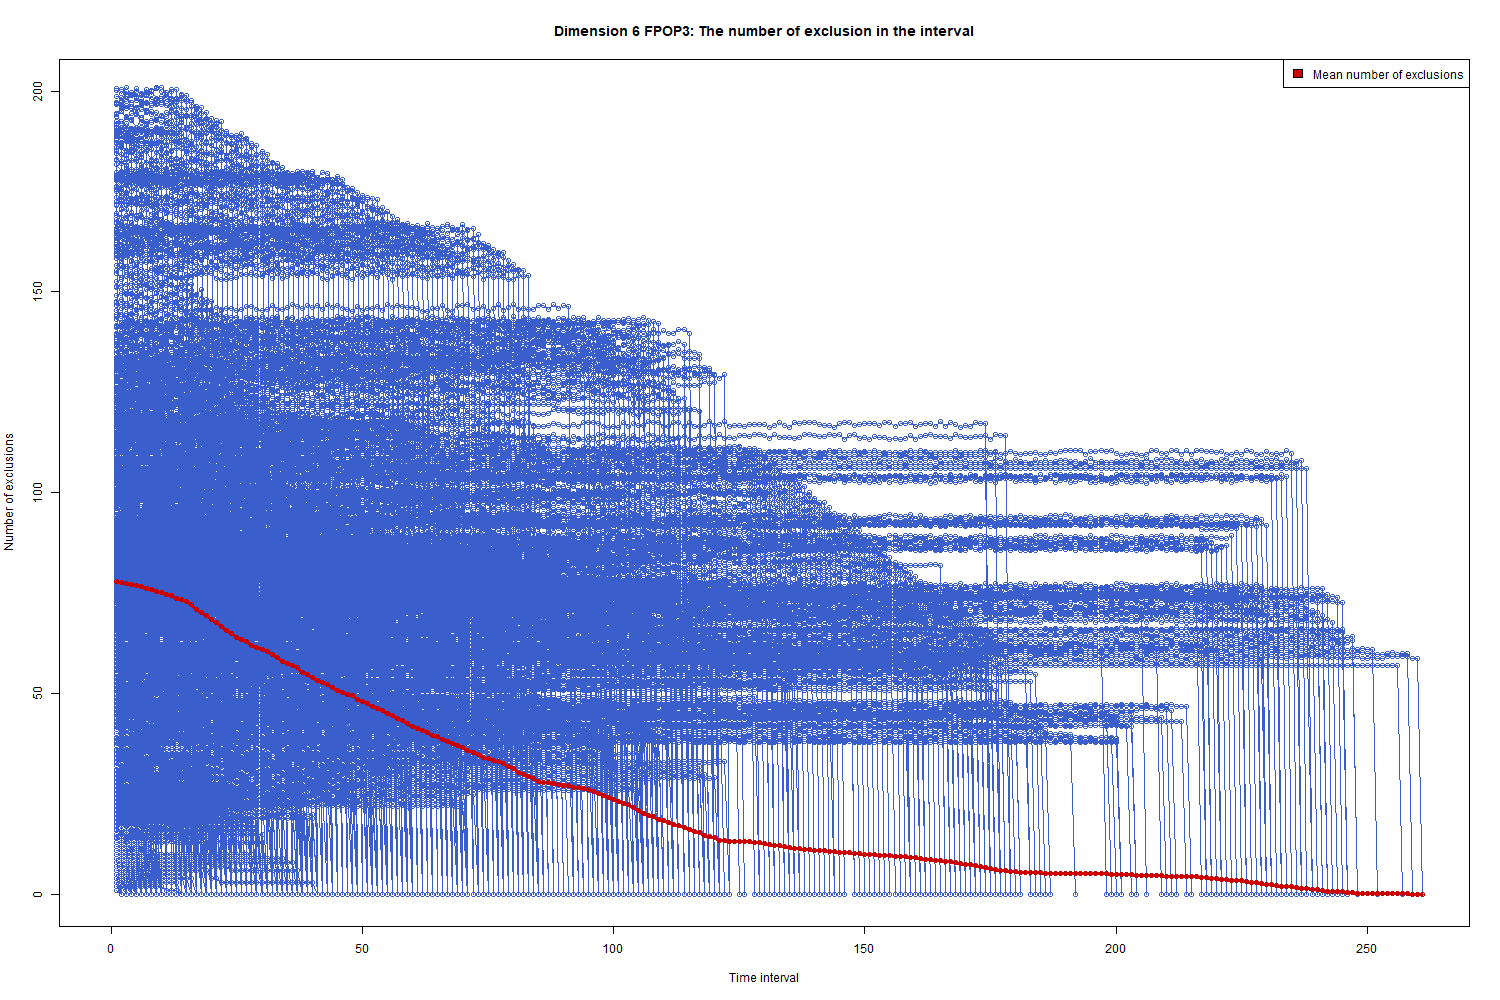 Dimension 6 FPOP3: The number of exclusion in the interval
Mean number of exclusions
Number of exclusions
200
150
100
50
0
0 50 100 150 200 250
Time interval